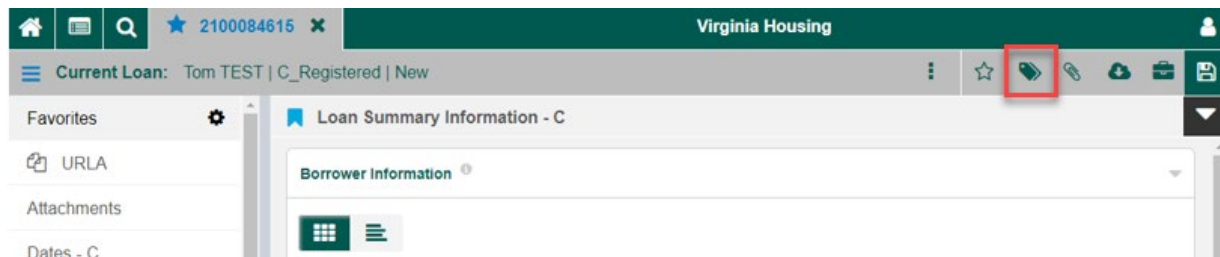 2100084615 Virginia Housing
Current Loan: Tom TEST | C_Registered | New
Favorites
Loan Summary Information - C
URLA
Borrower Information
Attachments
Dates - C